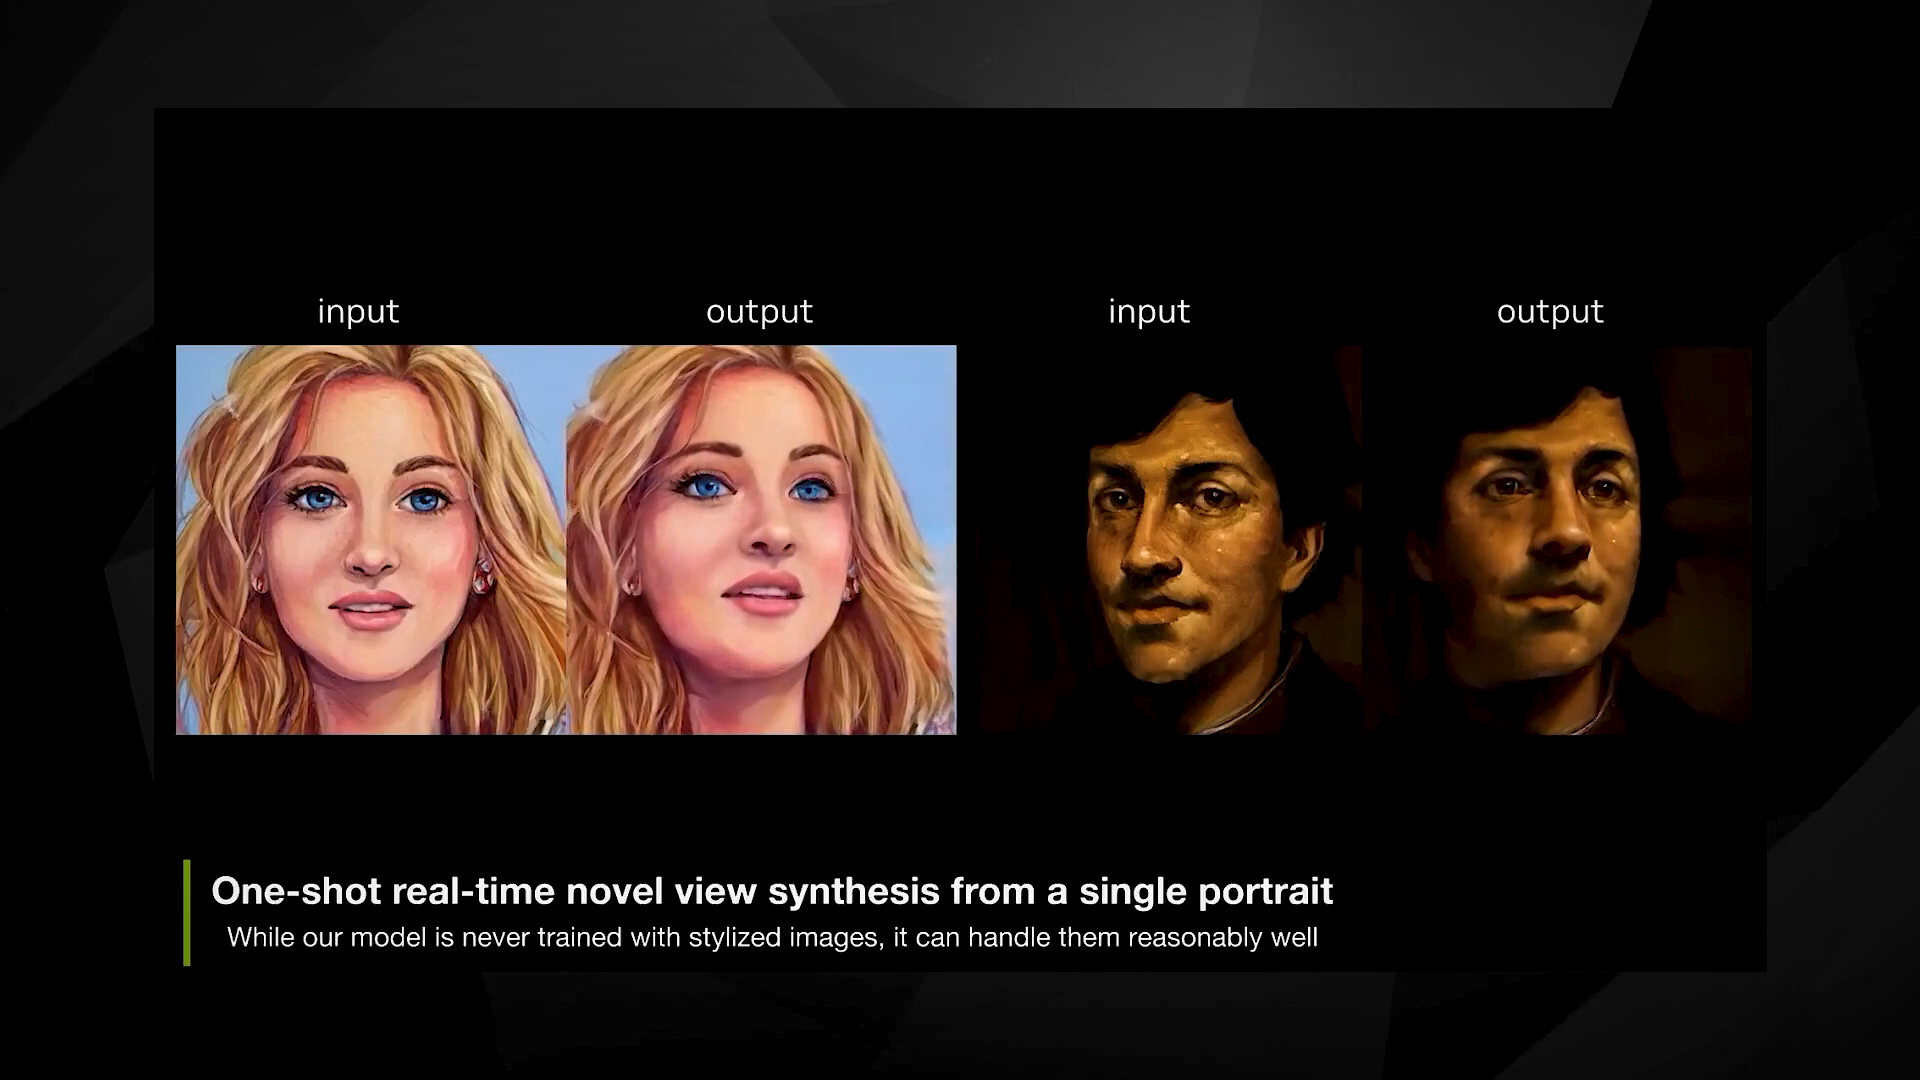 input
output
input
output
One-shot real-time novel view synthesis from a single portrait
While our model is never trained with stylized images, it can handle them reasonably well